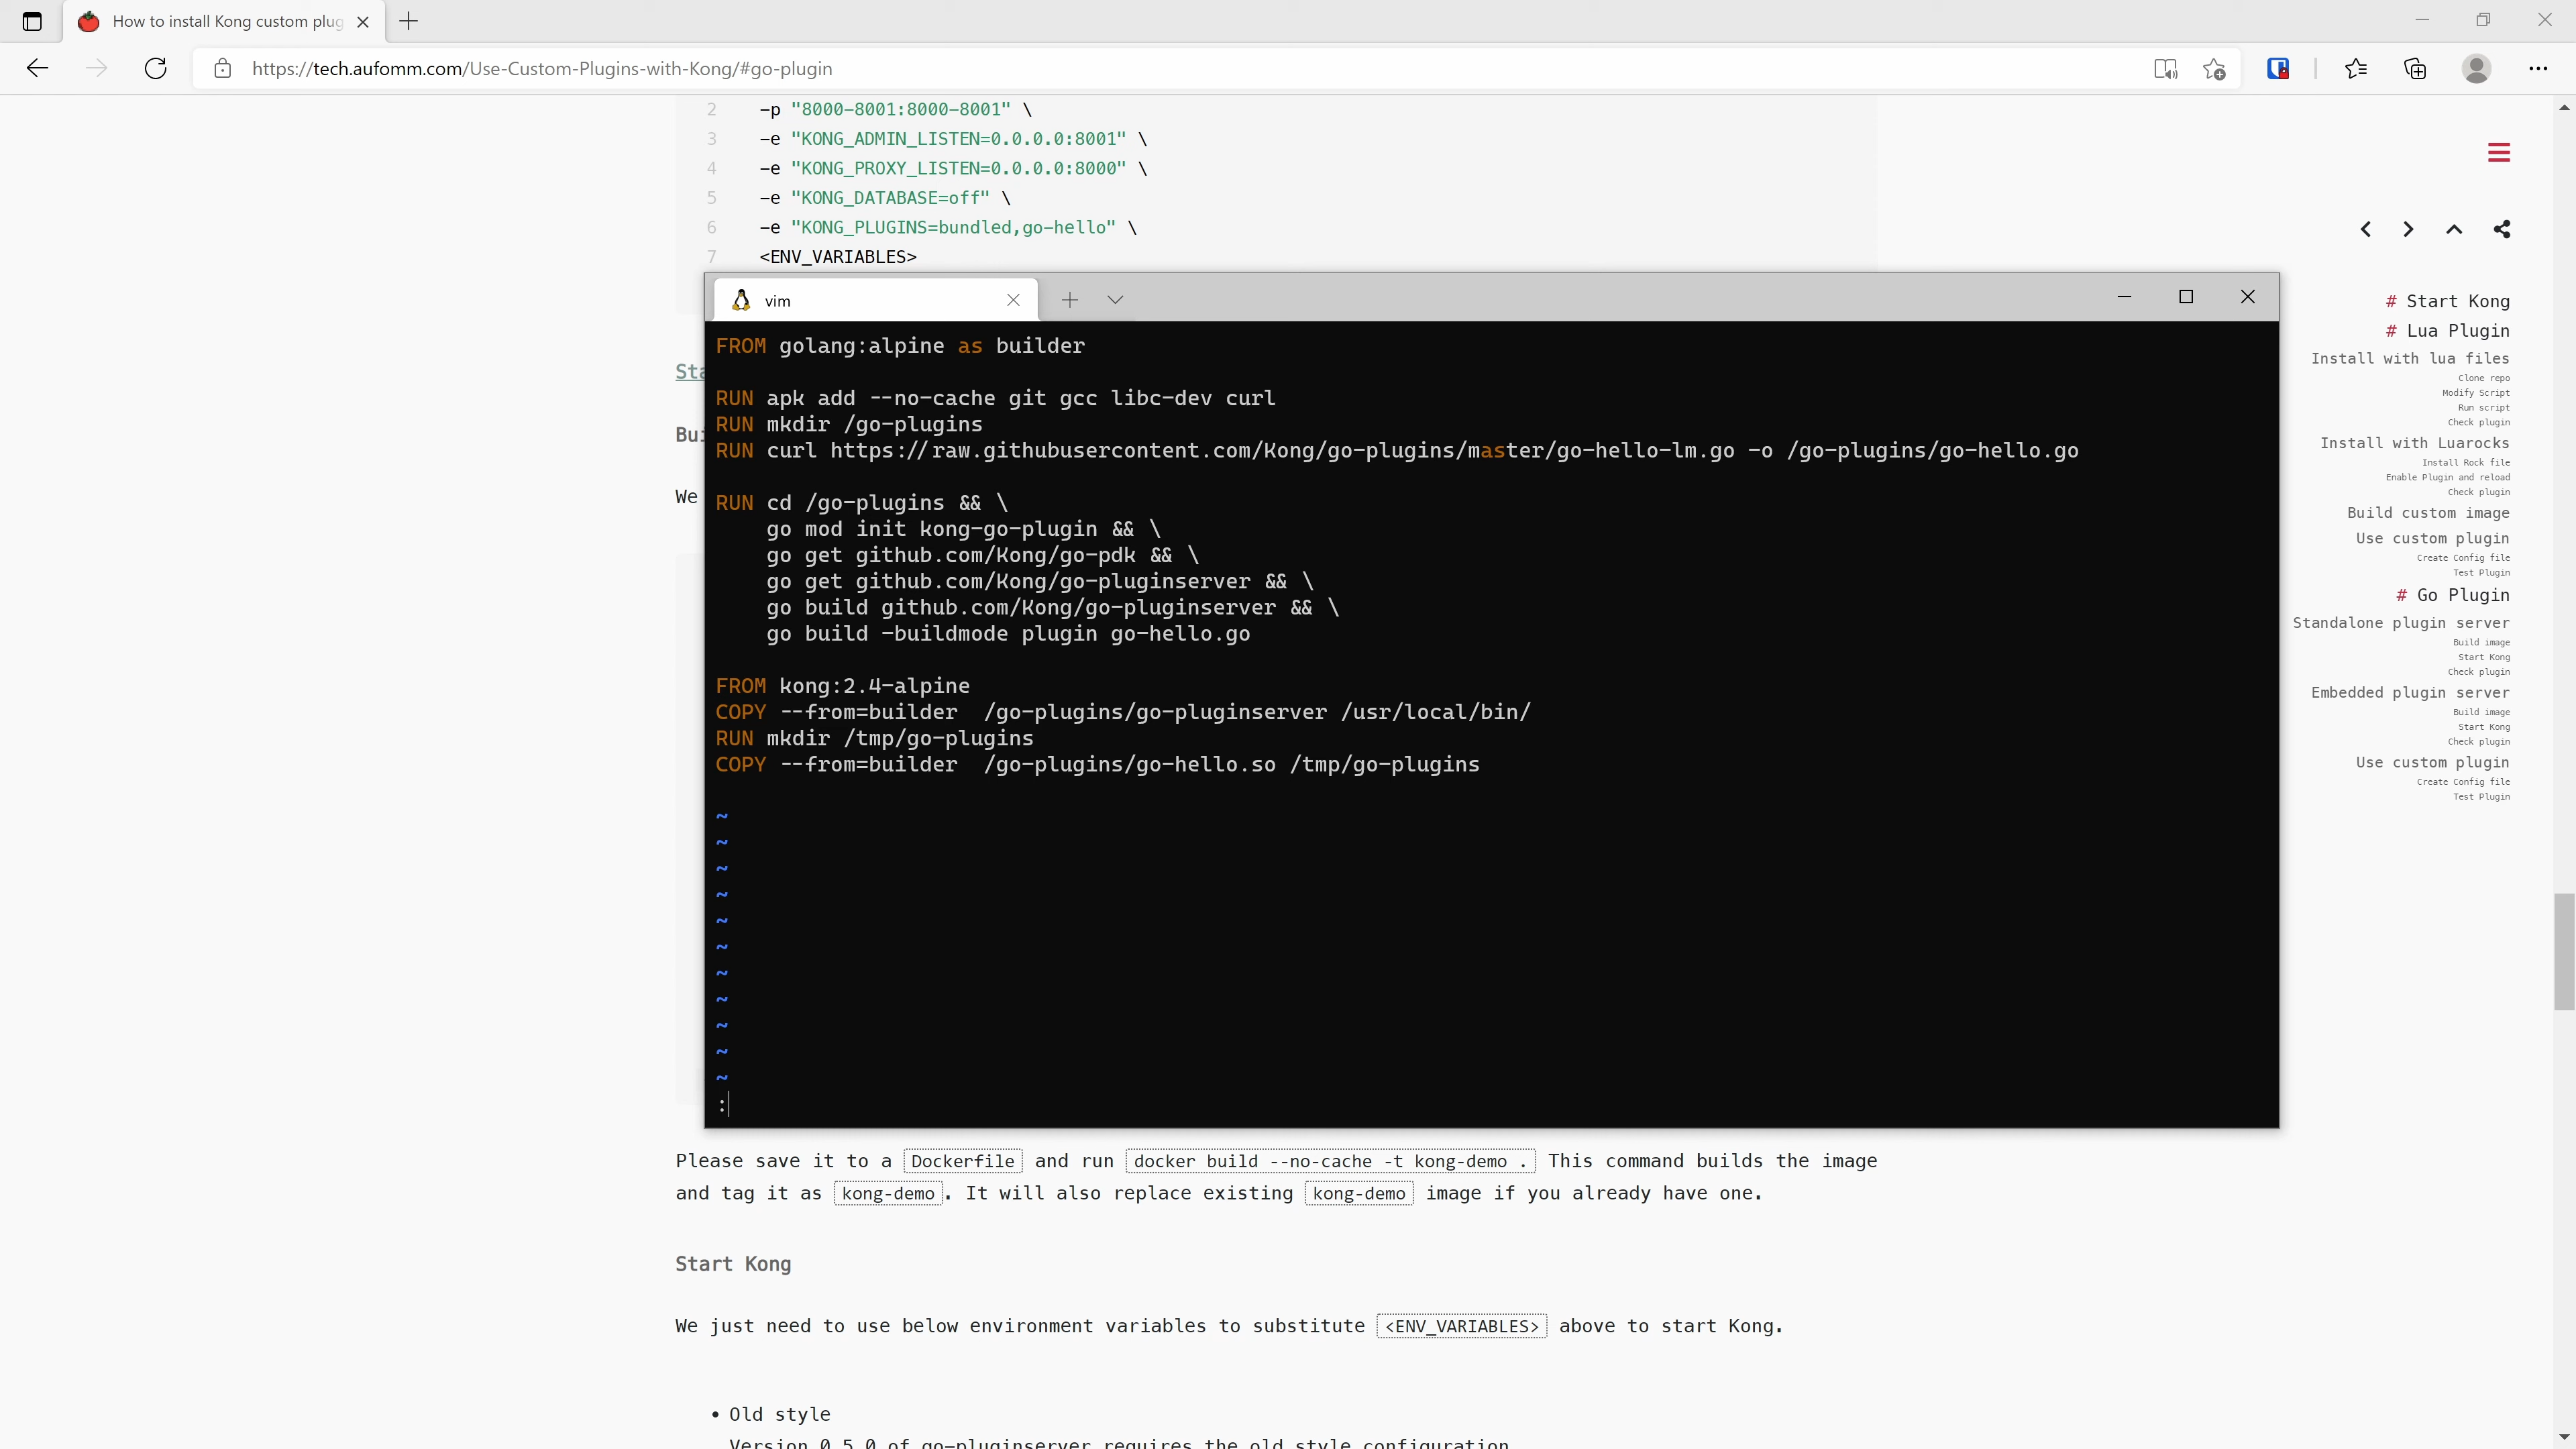 How to install Kong custom plug
https://tech.aufomm.com/Use-Custom-Plugins-with-Kong/#go-plugin
2 -p "8000-8001:8000-8001" \
3 -e "KONG_ADMIN_LISTEN=0.0.0.0:8001" \
4 -e "KONG_PROXY_LISTEN=0.0.0.0:8000" \
5 -e "KONG_DATABASE=off" \
6 -e "KONG_PLUGINS=bundled,go-hello" \
7 <ENV_VARIABLES>
vim
FROM golang:alpine as builder
RUN apk add --no-cache git gcc libc-dev curl
RUN mkdir /go-plugins
RUN curl https://raw.githubusercontent.com/Kong/go-plugins/master/go-hello-lm.go -o /go-plugins/go-hello.go
RUN cd /go-plugins && \
go mod init kong-go-plugin && \
go get github.com/Kong/go-pdk && \
go get github.com/Kong/go-pluginserver && \
go build github.com/Kong/go-pluginserver && \
go build -buildmode plugin go-hello.go
FROM kong:2.4-alpine
COPY --from=builder  /go-plugins/go-pluginserver /usr/local/bin/
RUN mkdir /tmp/go-plugins
COPY --from=builder  /go-plugins/go-hello.so /tmp/go-plugins
~
~
~
~
~
~
~
~
~
~
~
:
Sta
Bui
We
Please save it to a Dockerfile and run docker build --no-cache -t kong-demo . This command builds the image
and tag it as kong-demo. It will also replace existing kong-demo image if you already have one.
Start Kong
We just need to use below environment variables to substitute <ENV_VARIABLES> above to start Kong.
• Old style
Version 0.5.0 of go-pluginserver requires the old style configuration
# Start Kong
# Lua Plugin
Install with lua files
Clone repo
Modify Script
Run script
Check plugin
Install with Luarocks
Install Rock file
Enable Plugin and reload
Check plugin
Build custom image
Use custom plugin
Create Config file
Test Plugin
# Go Plugin
Standalone plugin server
Build image
Start Kong
Check plugin
Embedded plugin server
Build image
Start Kong
Check plugin
Use custom plugin
Create Config file
Test Plugin